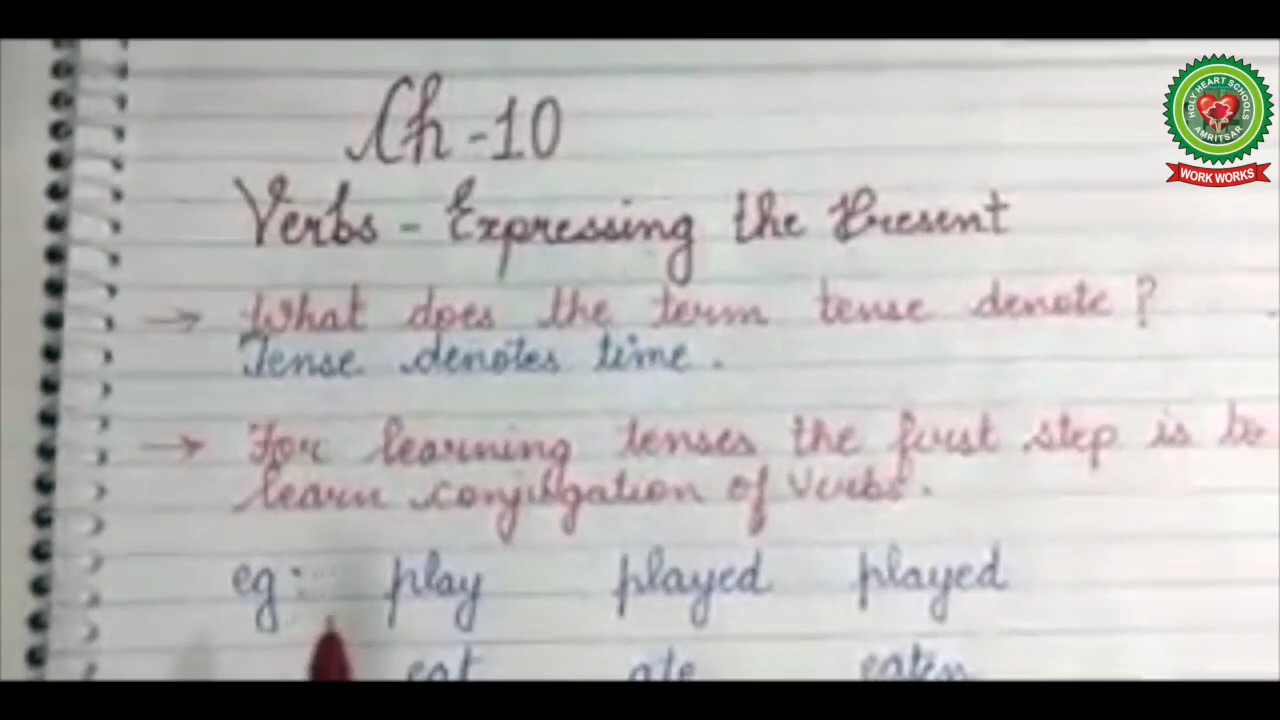 Ch-10
Verbs - Expressing the Present
→ What does the term tense denote?
Tense denotes time.
→ For learning tenses the first step is to
learn conjugation of verbs.
eg:- play played played
eat ate eaten
HOLY HEART SCHOOLS
AMRITSAR
WORK WORKS